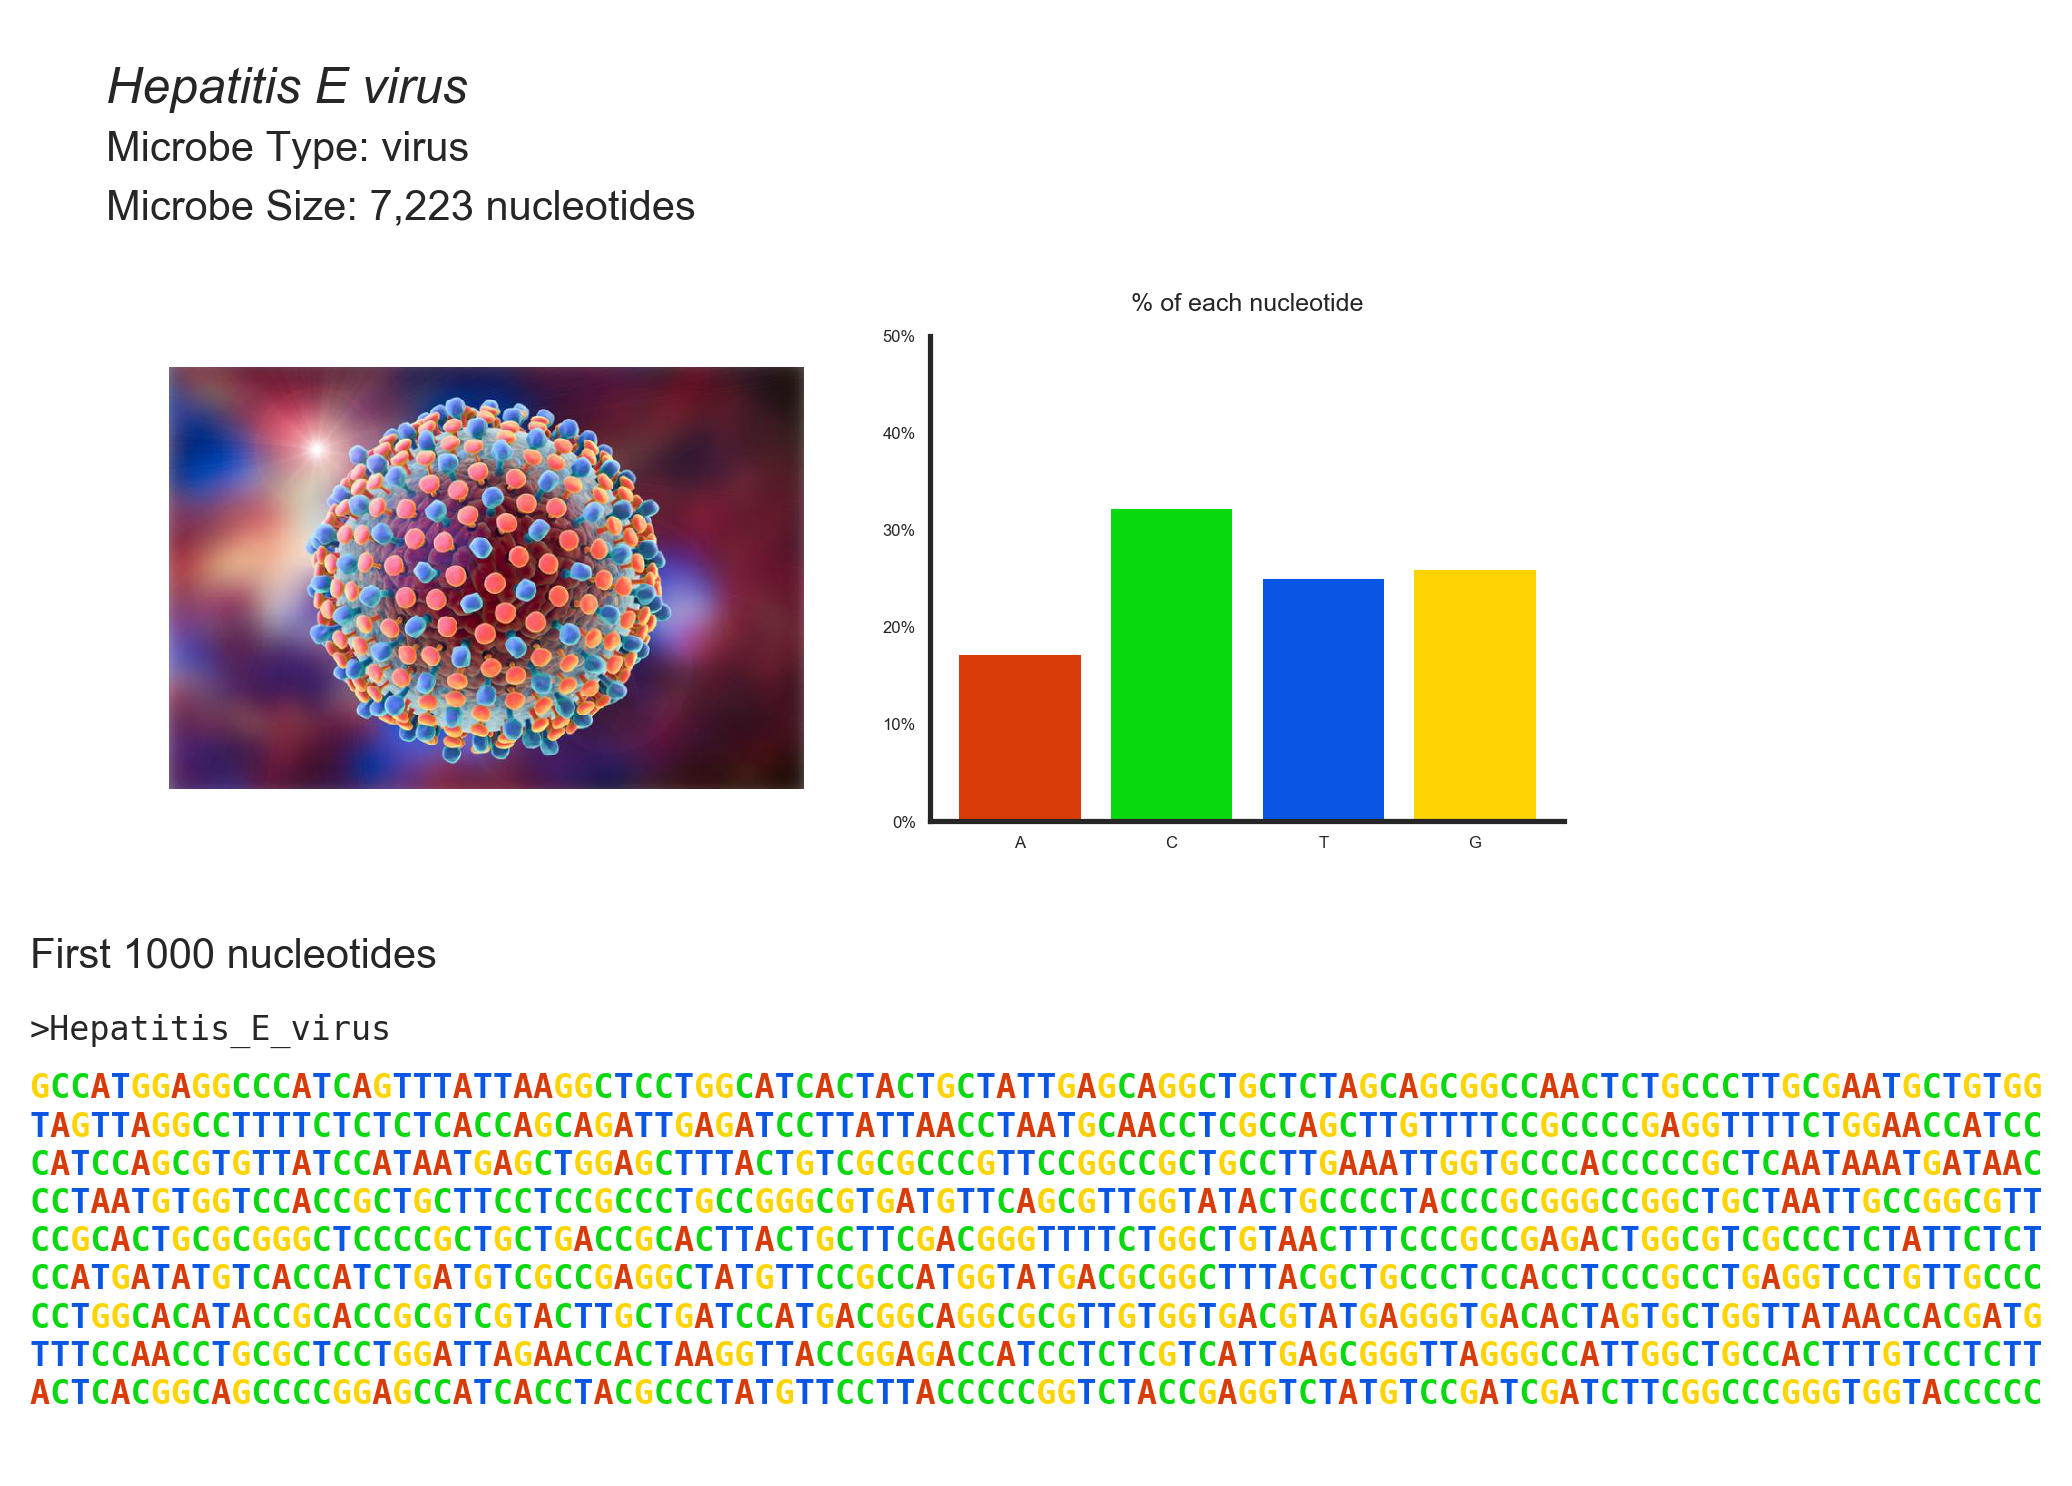 Hepatitis E virus
Microbe Type: virus
Microbe Size: 7,223 nucleotides
% of each nucleotide
50%
40%
30%
20%
10%
0%
A C T G
First 1000 nucleotides
>Hepatitis_E_virus
GCCATGGAGGCCCATCAGTTTATTAAGGCTCCTGGCATCACTACTGCTATTGAGCAGGCTGCTCTAGCAGCGGCCAACTCTGCCCTTGCGAATGCTGTGG
TAGTTAGGCCTTTTCTCTCTCACCAGCAGATTGAGATCCTTATTAACCTAATGCAACCTCGCCAGCTTGTTTTCCGCCCCGAGGTTTTCTGGAACCATCC
CATCCAGCGTGTTATCCATAATGAGCTGGAGCTTTACTGTCGCGCCCGTTCCGGCCGCTGCCTTGAAATTGGTGCCCACCCCCGCTCAATAAATGATAAC
CCTAATGTGGTCCACCGCTGCTTCCTCCGCCCTGCCGGGCGTGATGTTCAGCGTTGGTATACTGCCCCTACCCGCGGGCCGGCTGCTAATTGCCGGCGTT
CCGCACTGCGCGGGCTCCCCGCTGCTGACCGCACTTACTGCTTCGACGGGTTTTCTGGCTGTAACTTTCCCGCCGAGACTGGCGTCGCCCTCTATTCTCT
CCATGATATGTCACCATCTGATGTCGCCGAGGCTATGTTCCGCCATGGTATGACGCGGCTTTACGCTGCCCTCCACCTCCCGCCTGAGGTCCTGTTGCCC
CCTGGCACATACCGCACCGCGTCGTACTTGCTGATCCATGACGGCAGGCGCGTTGTGGTGACGTATGAGGGTGACACTAGTGCTGGTTATAACCACGATG
TTTCCAACCTGCGCTCCTGGATTAGAACCACTAAGGTTACCGGAGACCATCCTCTCGTCATTGAGCGGGTTAGGGCCATTGGCTGCCACTTTGTCCTCTT
ACTCACGGCAGCCCCGGAGCCATCACCTACGCCCTATGTTCCTTACCCCCGGTCTACCGAGGTCTATGTCCGATCGATCTTCGGCCCGGGTGGTACCCCC